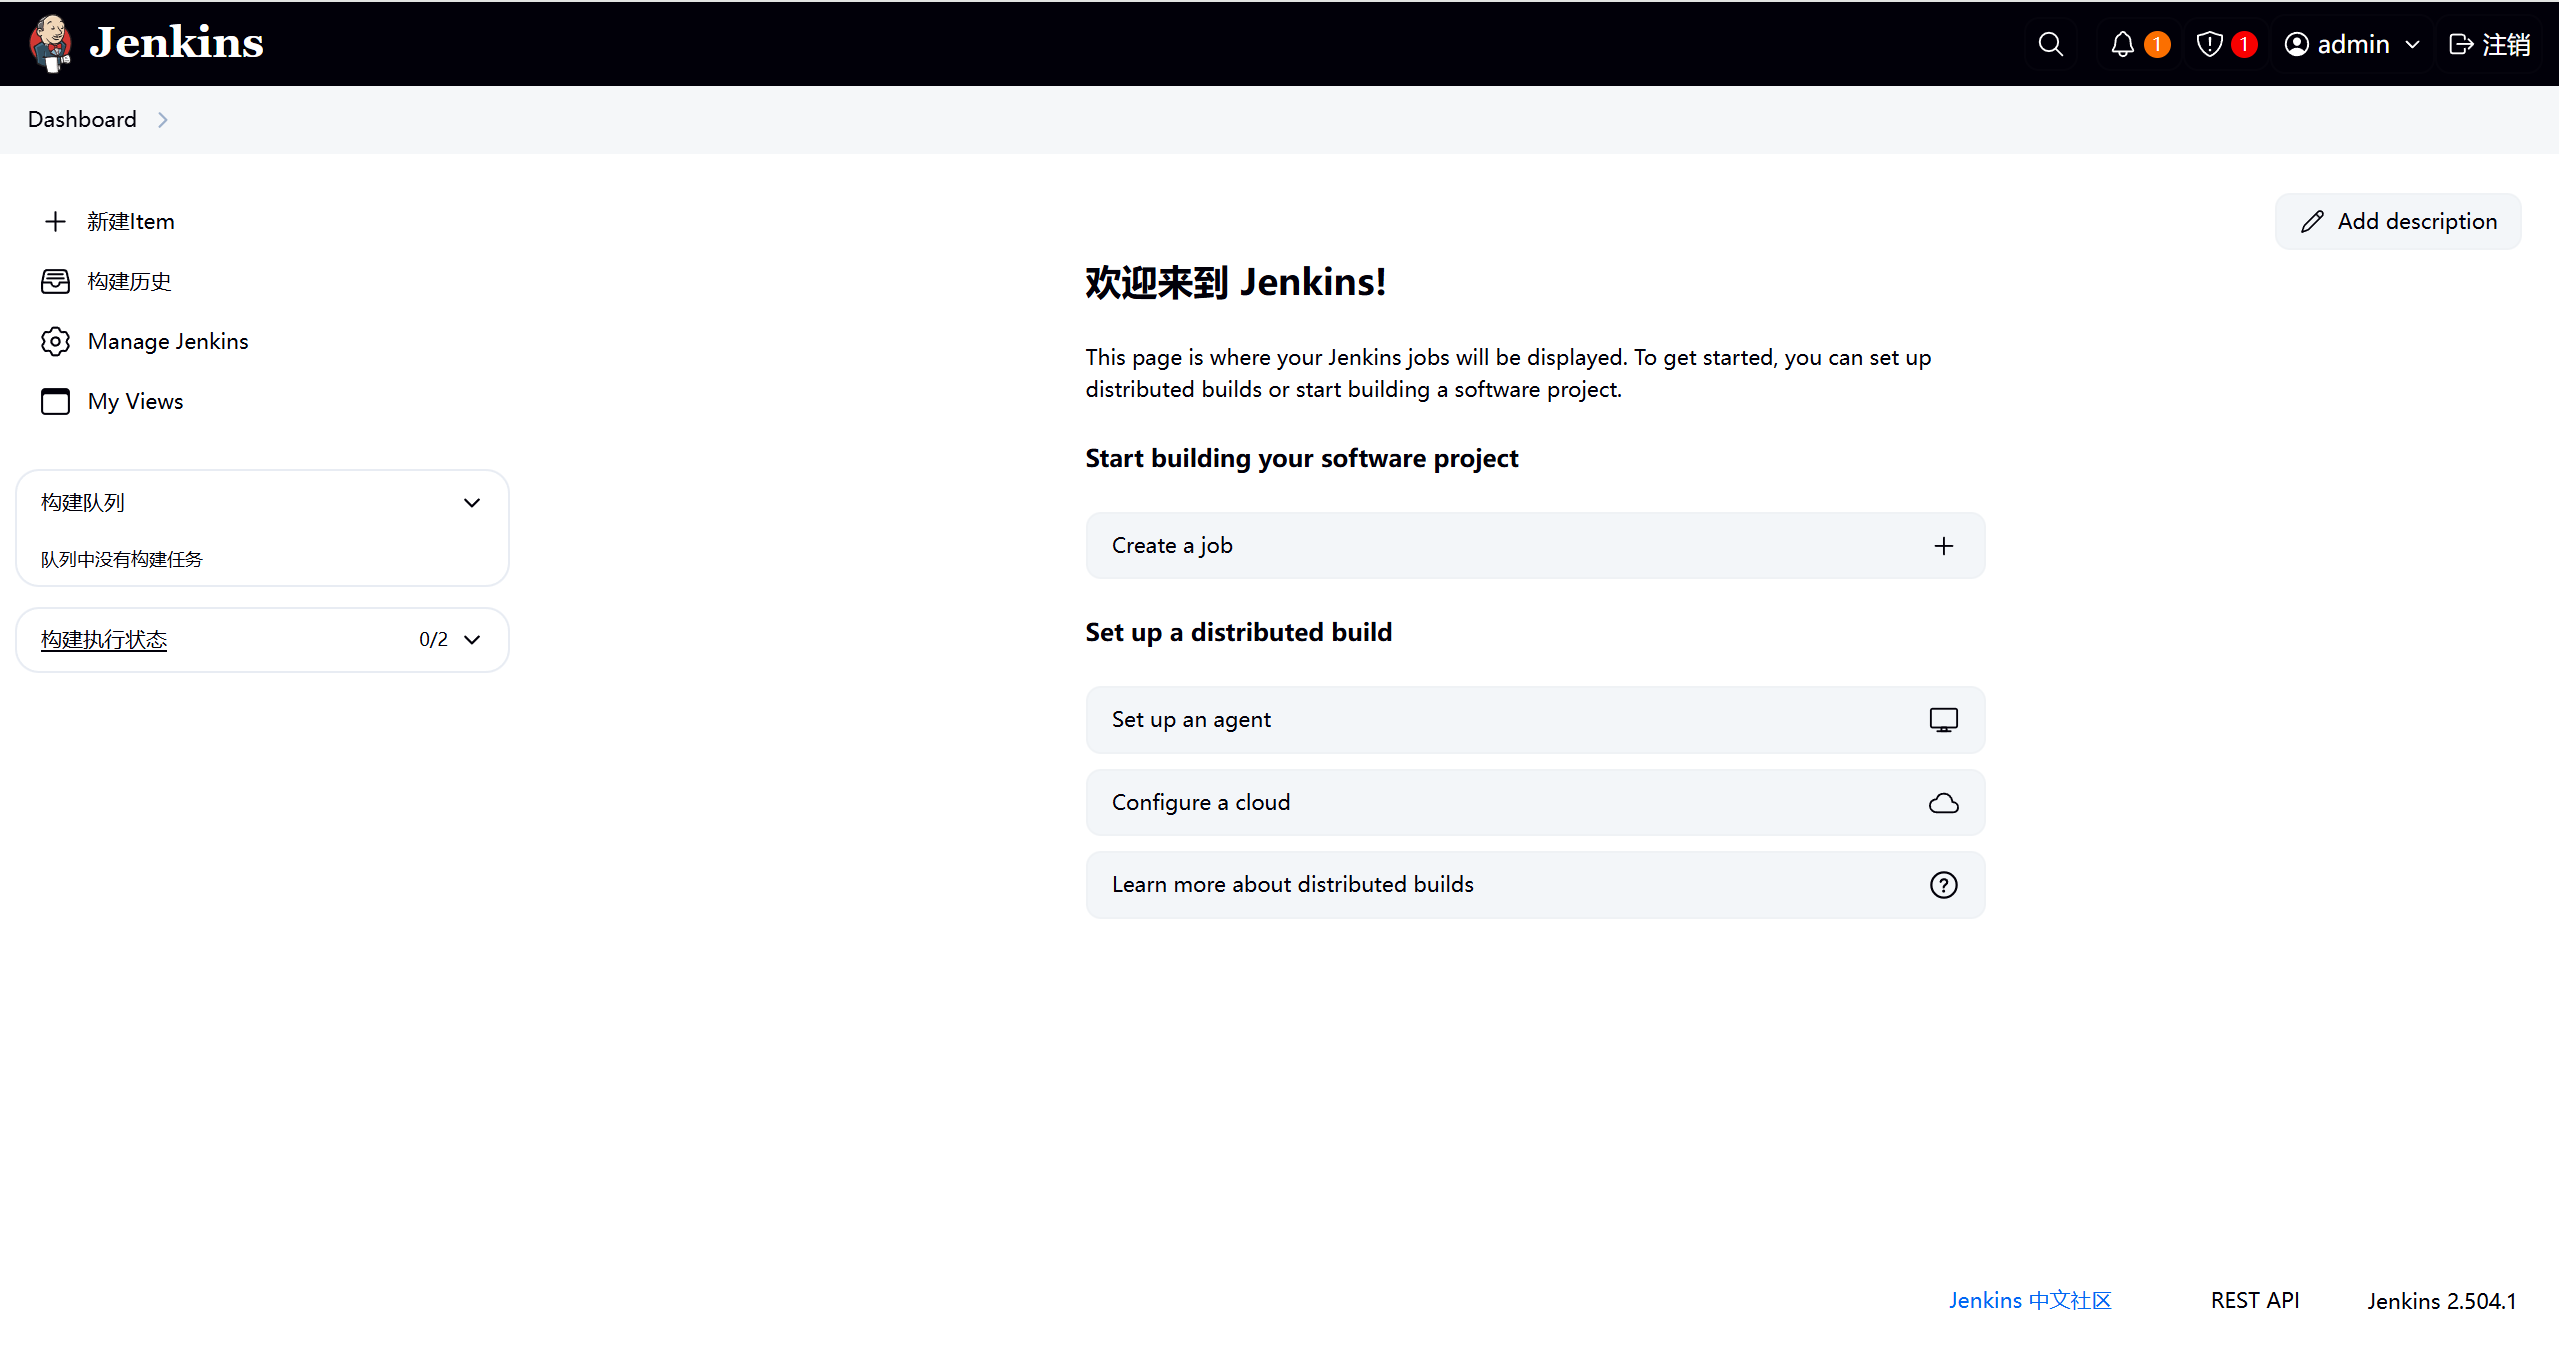 Jenkins
1
1
admin
注销
Dashboard
新建Item
构建历史
Manage Jenkins
My Views
构建队列
队列中没有构建任务
构建执行状态
0/2
Add description
欢迎来到 Jenkins!
This page is where your Jenkins jobs will be displayed. To get started, you can set up
distributed builds or start building a software project.
Start building your software project
Create a job
Set up a distributed build
Set up an agent
Configure a cloud
Learn more about distributed builds
Jenkins 中文社区
REST API
Jenkins 2.504.1